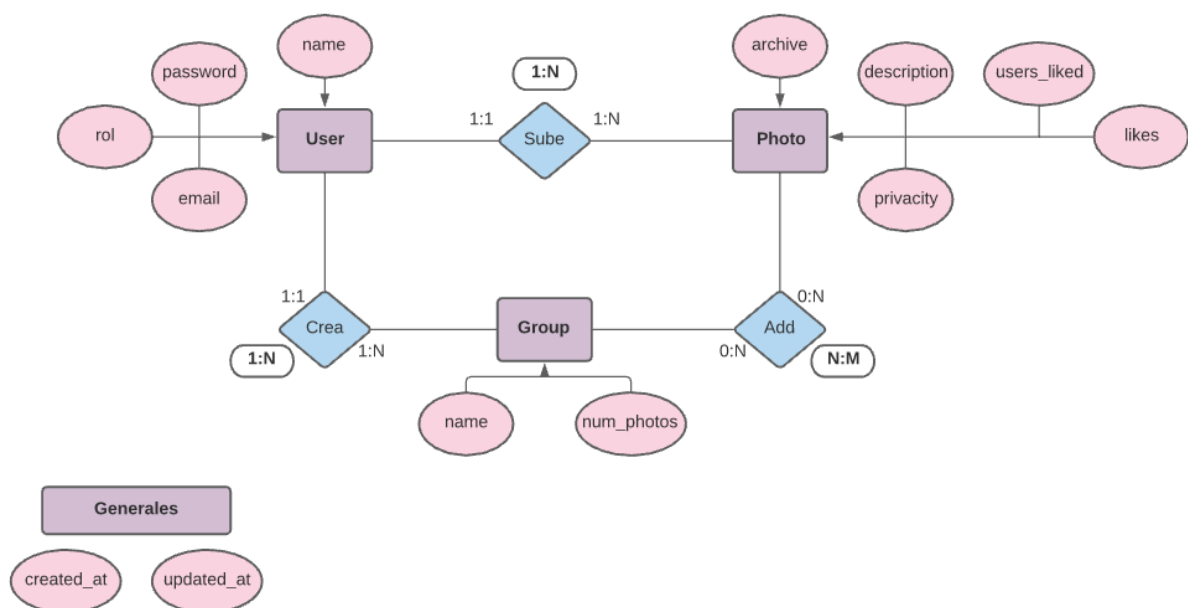 name
archive
password
1:N
description
users_liked
rol
User
1:1
Sube
1:N
Photo
likes
email
privacity
1:1
Crea
1:N
1:N
Group
0:N
Add
0:N
N:M
name
num_photos
Generales
created_at
updated_at